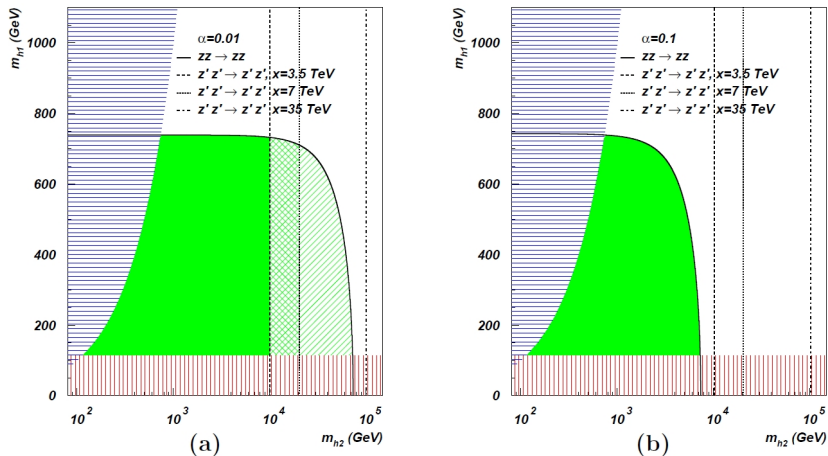 m_h1 (GeV)
1000
800
600
400
200
0
α=0.01
zz → zz
z' z' → z' z', x=3.5 TeV
z' z' → z' z' x=7 TeV
z' z' → z' z' x=35 TeV
10^2
10^3
10^4
10^5
m_h2 (GeV)
(a)
m_h1 (GeV)
1000
800
600
400
200
0
α=0.1
zz → zz
z' z' → z' z', x=3.5 TeV
z' z' → z' z' x=7 TeV
z' z' → z' z' x=35 TeV
10^2
10^3
10^4
10^5
m_h2 (GeV)
(b)